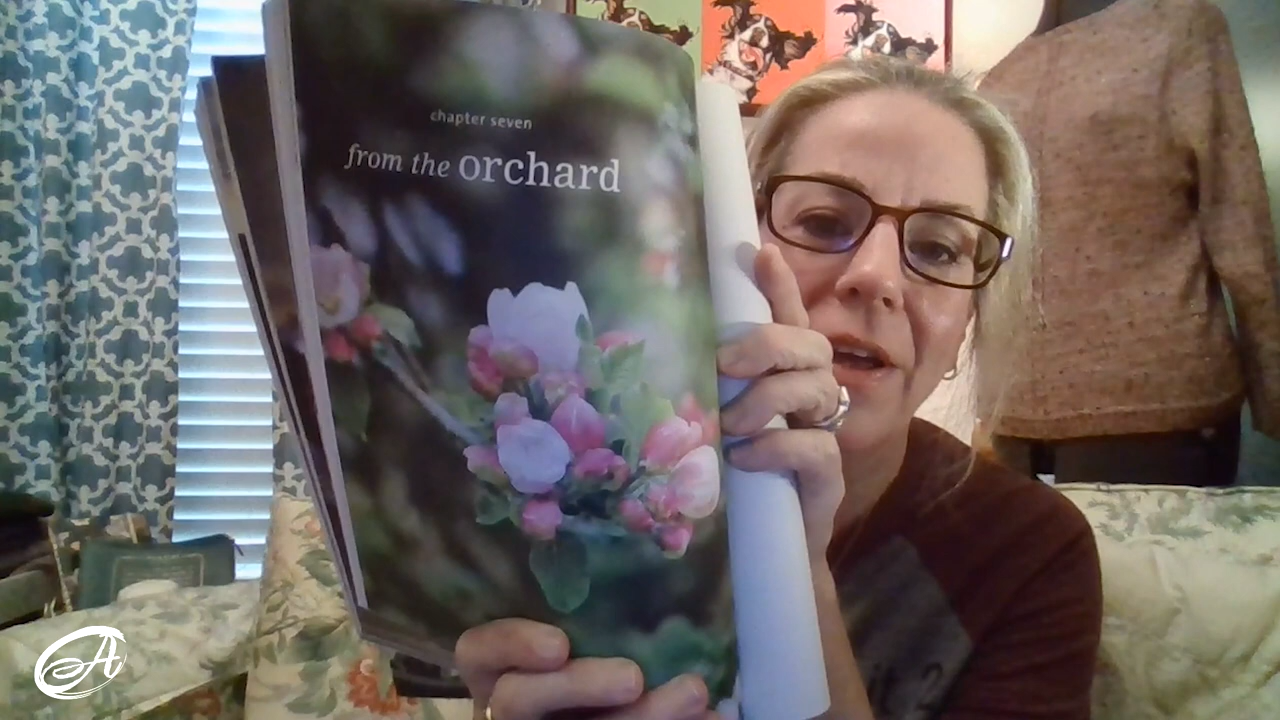 chapter seven
from the orchard